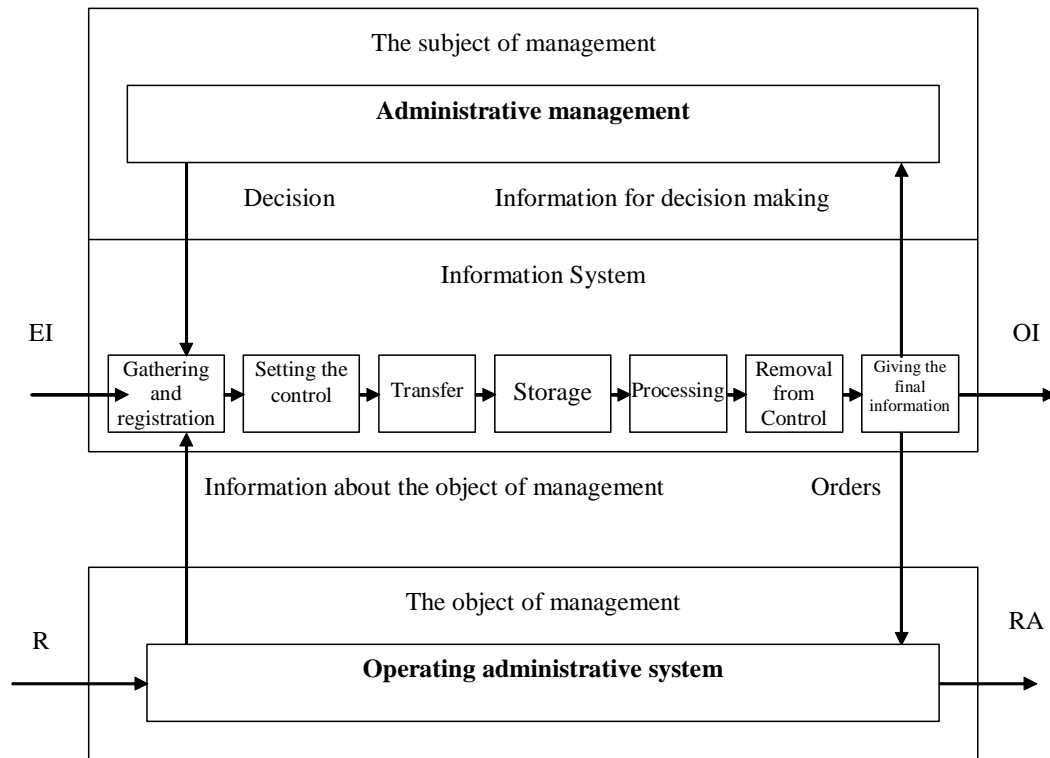 The subject of management
Administrative management
Decision
Information for decision making
Information System
EI
OI
Gathering
and
registration
Setting the
control
Transfer
Storage
Processing
Removal
from
Control
Giving the
final
information
Information about the object of management
Orders
The object of management
R
RA
Operating administrative system